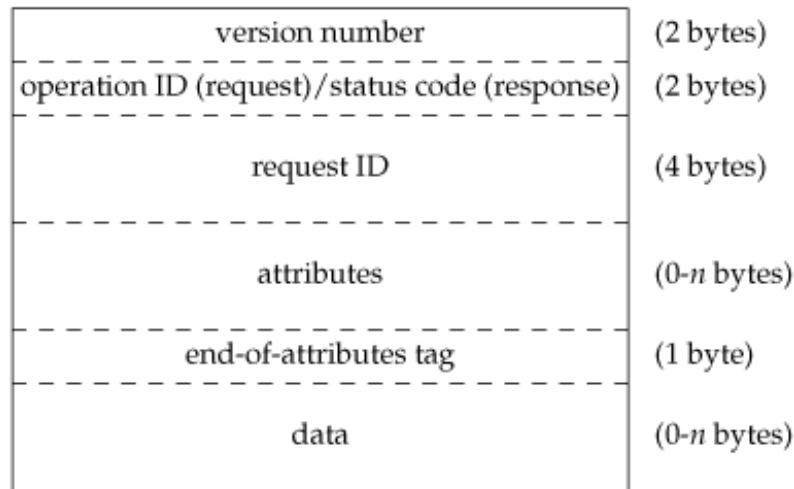 version number (2 bytes)
operation ID (request)/status code (response) (2 bytes)
request ID (4 bytes)
attributes (0-n bytes)
end-of-attributes tag (1 byte)
data (0-n bytes)